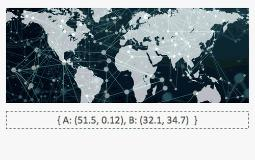 { A: (51.5, 0.12), B: (32.1, 34.7) }